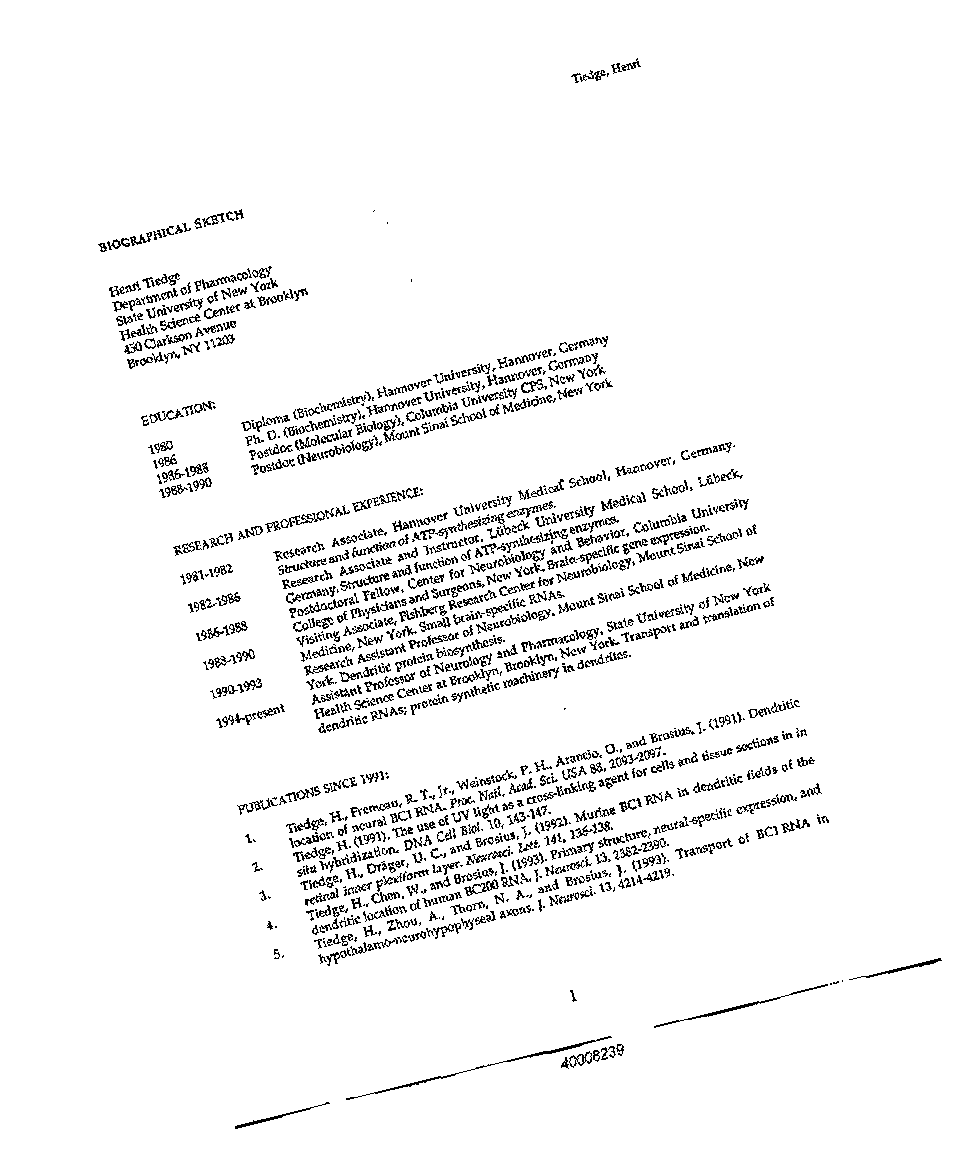 Tiedge, Henri
BIOGRAPHICAL SKETCH
Henri Tiedge
Department of Pharmacology
State University of New York
Health Science Center at Brooklyn
450 Clarkson Avenue
Brooklyn, NY 11203
EDUCATION:
1980 Diploma (Biochemistry), Hannover University, Hannover, Germany
1986 Ph. D. (Biochemistry), Hannover University, Hannover, Germany
1986-1988 Postdoc (Molecular Biology), Columbia University CPS, New York
1988-1990 Postdoc (Neurobiology), Mount Sinai School of Medicine, New York
RESEARCH AND PROFESSIONAL EXPERIENCE:
1981-1982 Research Associate, Hannover University Medical School, Hannover, Germany.
Structure and function of ATP-synthesizing enzymes.
1982-1986 Research Associate and Instructor, Lübeck University Medical School, Lübeck,
Germany, Structure and function of ATP-synthesizing enzymes.
1986-1988 Postdoctoral Fellow, Center for Neurobiology and Behavior, Columbia University
College of Physicians and Surgeons, New York. Brain-specific gene expression.
1988-1990 Visiting Associate, Fishberg Research Center for Neurobiology, Mount Sinai School of
Medicine, New York. Small brain-specific RNAs.
1990-1993 Research Assistant Professor of Neurobiology, Mount Sinai School of Medicine, New
York. Dendritic protein biosynthesis.
1994-present Assistant Professor of Neurology and Pharmacology, State University of New York
Health Science Center at Brooklyn, Brooklyn, New York. Transport and translation of
dendritic RNAs; protein synthetic machinery in dendrites.
PUBLICATIONS SINCE 1991:
1. Tiedge, H., Fremeau, R. T., Jr., Weinstock, P. H., Arancio, O., and Brosius, J. (1991). Dendritic
location of neural BC1 RNA. Proc. Natl. Acad. Sci. USA 88, 2093-2097.
2. Tiedge, H. (1991). The use of UV light as a cross-linking agent for cells and tissue sections in in
situ hybridization. DNA Cell Biol. 10, 143-147.
3. Tiedge, H., Dräger, U. C., and Brosius, J. (1992). Murine BC1 RNA in dendritic fields of the
retinal inner plexiform layer. Neurosci. Lett. 141, 136-138.
4. Tiedge, H., Chen, W., and Brosius, J. (1993). Primary structure, neural-specific expression, and
dendritic location of human BC200 RNA. J. Neurosci. 13, 2382-2390.
5. Tiedge, H., Zhou, A., Thorn, N. A., and Brosius, J. (1993). Transport of BC1 RNA in
hypothalamo-neurohypophyseal axons. J. Neurosci. 13, 4214-4219.
1
40008239